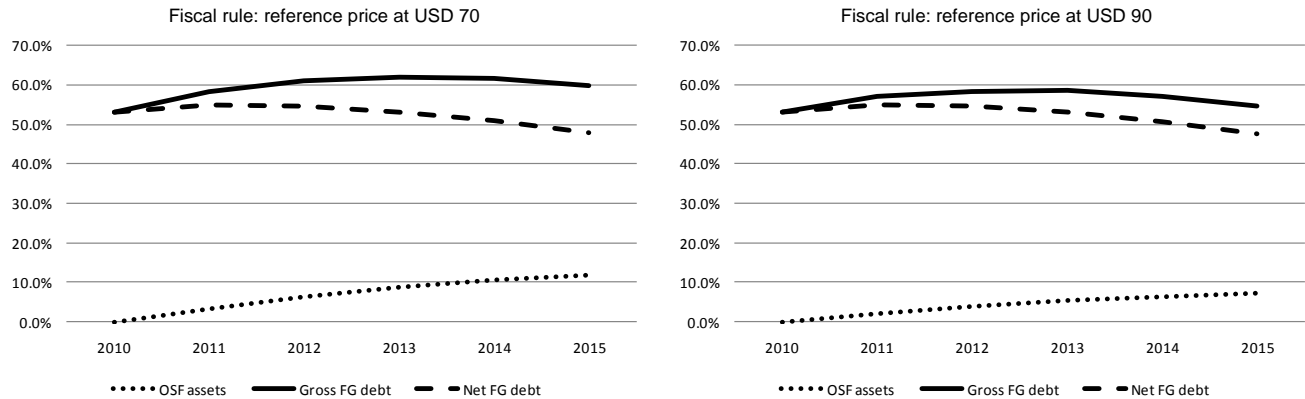 Fiscal rule: reference price at USD 70
70.0%
60.0%
50.0%
40.0%
30.0%
20.0%
10.0%
0.0%
2010 2011 2012 2013 2014 2015
OSF assets Gross FG debt Net FG debt
Fiscal rule: reference price at USD 90
70.0%
60.0%
50.0%
40.0%
30.0%
20.0%
10.0%
0.0%
2010 2011 2012 2013 2014 2015
OSF assets Gross FG debt Net FG debt